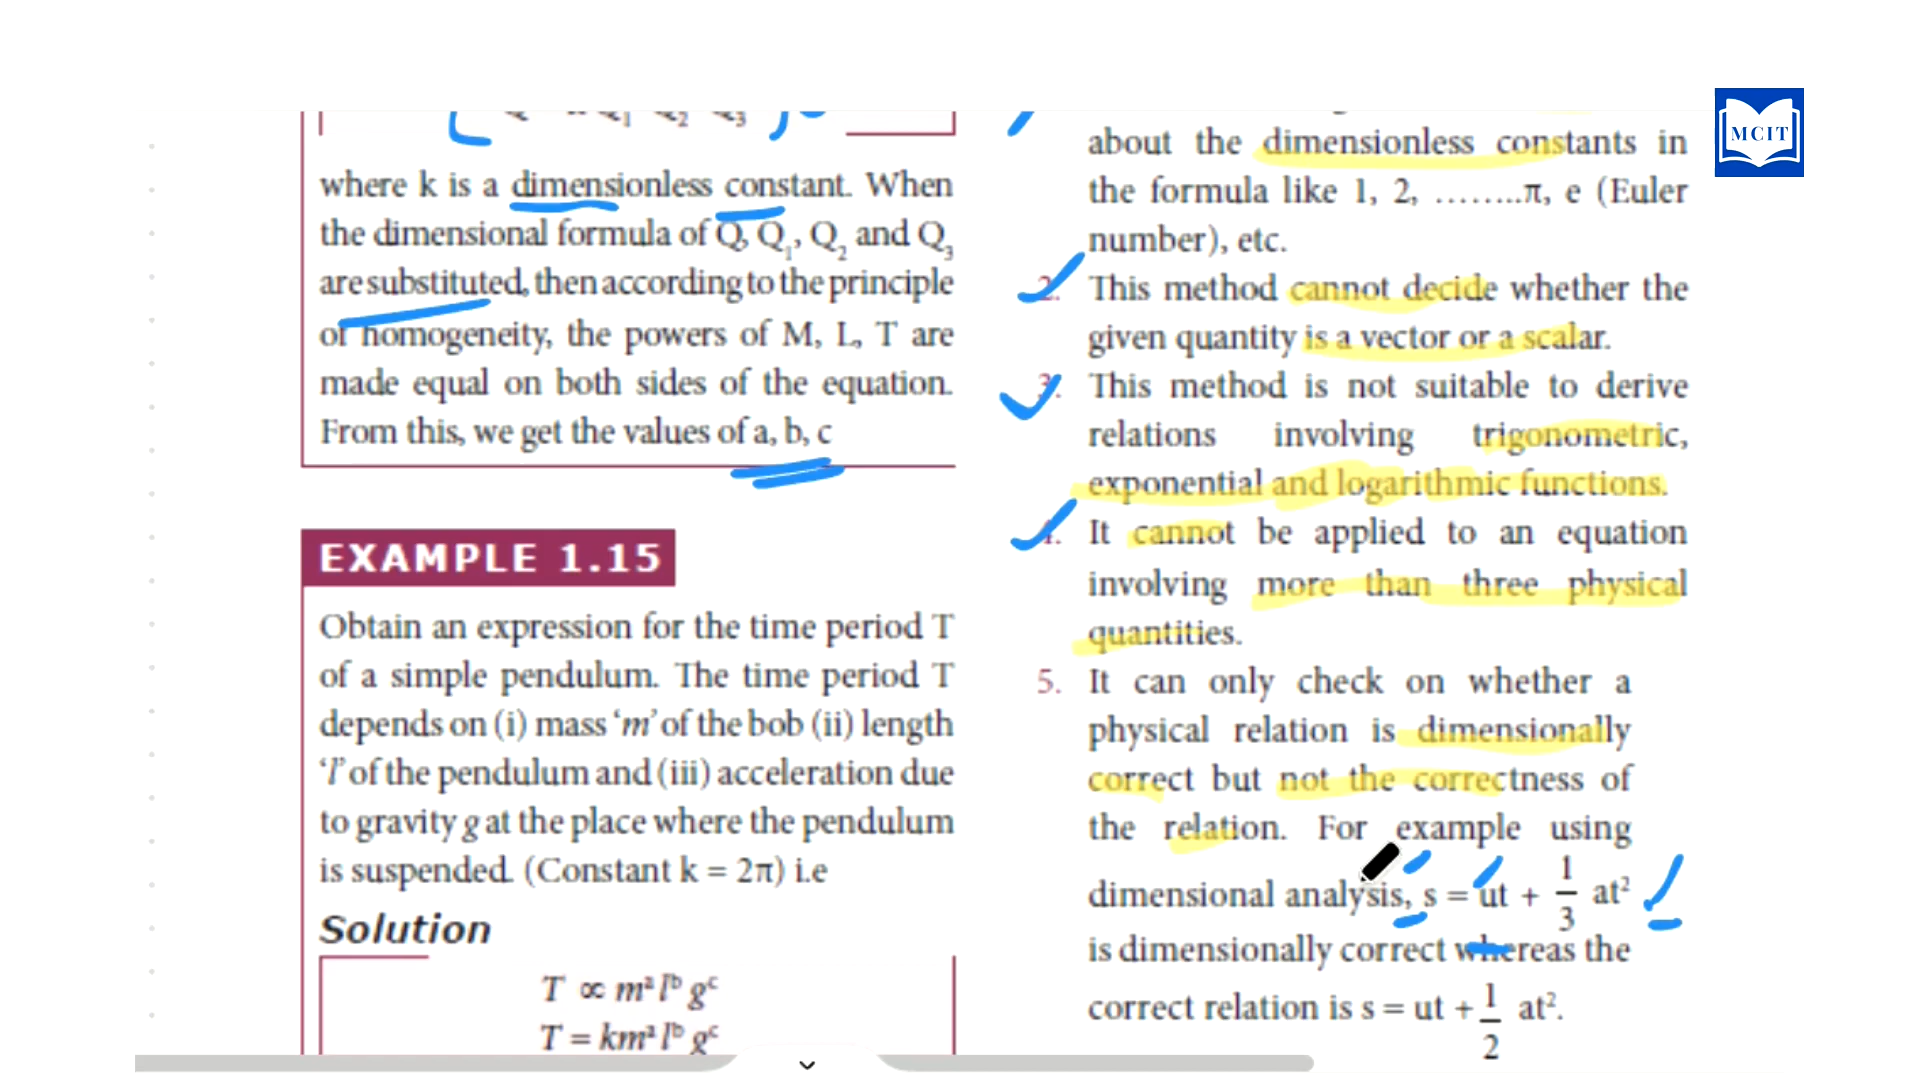 where k is a dimensionless constant. When
the dimensional formula of Q, Q₁, Q₂ and Q₃
are substituted, then according to the principle
of homogeneity, the powers of M, L, T are
made equal on both sides of the equation.
From this, we get the values of a, b, c
EXAMPLE 1.15
Obtain an expression for the time period T
of a simple pendulum. The time period T
depends on (i) mass ‘m’ of the bob (ii) length
‘l’ of the pendulum and (iii) acceleration due
to gravity g at the place where the pendulum
is suspended. (Constant k = 2π) i.e
Solution
T ∝ mᵃ lᵇ gᶜ
T = kmᵃ lᵇ gᶜ
about the dimensionless constants in
the formula like 1, 2, ........π, e (Euler
number), etc.
2. This method cannot decide whether the
given quantity is a vector or a scalar.
3. This method is not suitable to derive
relations involving trigonometric,
exponential and logarithmic functions.
4. It cannot be applied to an equation
involving more than three physical
quantities.
5. It can only check on whether a
physical relation is dimensionally
correct but not the correctness of
the relation. For example using
dimensional analysis, s = ut + 1/3 at²
is dimensionally correct whereas the
correct relation is s = ut + 1/2 at².
MCIT